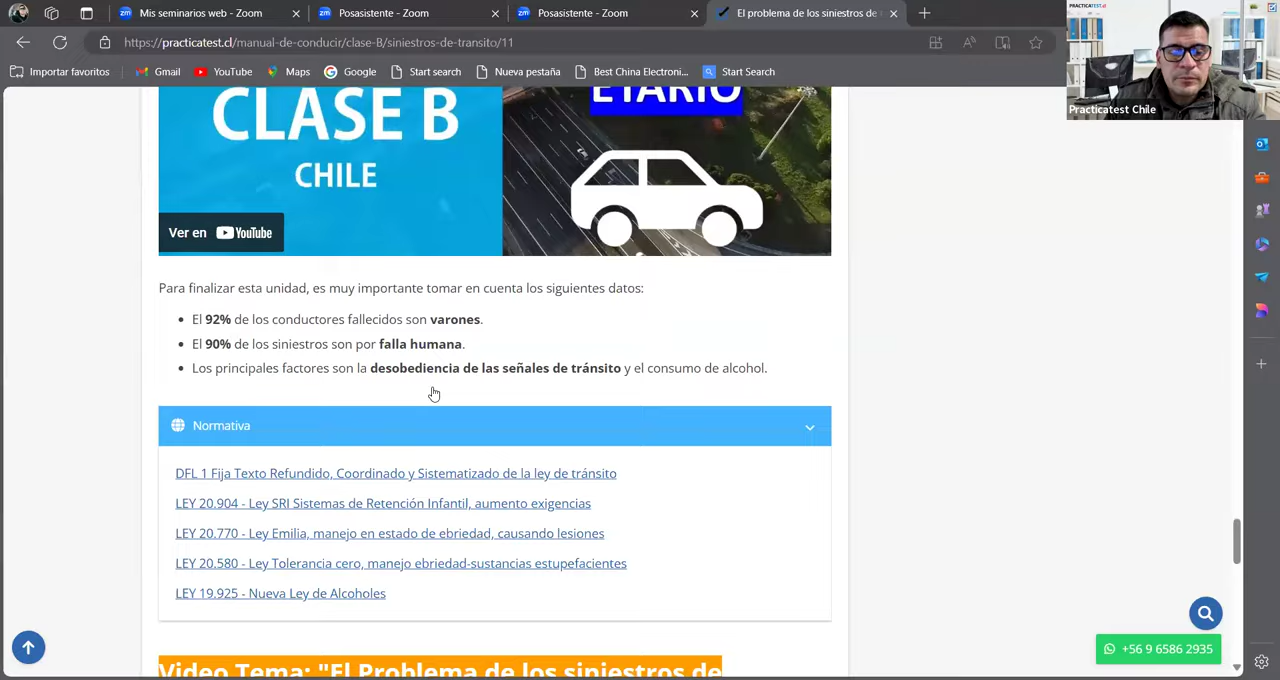 Mis seminarios web - Zoom
Posasistente - Zoom
Posasistente - Zoom
El problema de los siniestros de
https://practicatest.cl/manual-de-conducir/clase-B/siniestros-de-transito/11
Importar favoritos
Gmail
YouTube
Maps
Google
Start search
Nueva pestaña
Best China Electroni...
Start Search
PRACTICATEST.cl
Practicatest Chile
CLASE B
CHILE
ETARIO
Ver en YouTube
Para finalizar esta unidad, es muy importante tomar en cuenta los siguientes datos:
El 92% de los conductores fallecidos son varones.
El 90% de los siniestros son por falla humana.
Los principales factores son la desobediencia de las señales de tránsito y el consumo de alcohol.
Normativa
DFL 1 Fija Texto Refundido, Coordinado y Sistematizado de la ley de tránsito
LEY 20.904 - Ley SRI Sistemas de Retención Infantil, aumento exigencias
LEY 20.770 - Ley Emilia, manejo en estado de ebriedad, causando lesiones
LEY 20.580 - Ley Tolerancia cero, manejo ebriedad-sustancias estupefacientes
LEY 19.925 - Nueva Ley de Alcoholes
+56 9 6586 2935
Video Tema: "El Problema de los siniestros de